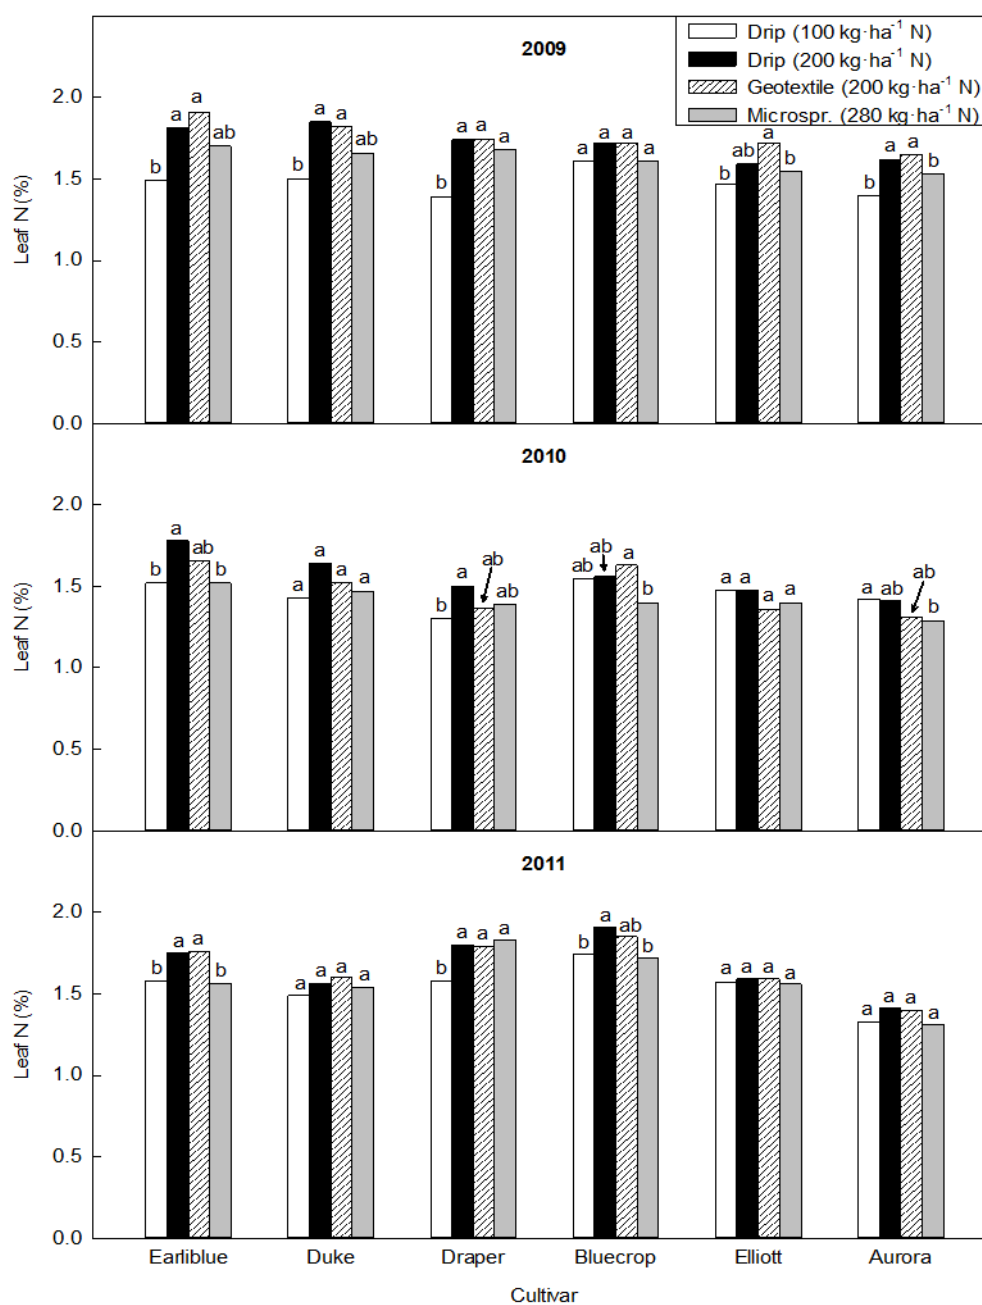 2009
Drip (100 kg·ha⁻¹ N)
Drip (200 kg·ha⁻¹ N)
Geotextile (200 kg·ha⁻¹ N)
Microspr. (280 kg·ha⁻¹ N)
Leaf N (%)
2.0
1.5
1.0
0.5
0.0
b a a ab
b a a ab
b a a a
a a a a
b ab a b
b a a b
2010
Leaf N (%)
2.0
1.5
1.0
0.5
0.0
b a ab b
a a a a
b a ab ab
ab ab a b
a a a a
a ab ab b
2011
Leaf N (%)
2.0
1.5
1.0
0.5
0.0
b a a b
a a a a
b a a a
b a ab b
a a a a
a a a a
Earliblue Duke Draper Bluecrop Elliott Aurora
Cultivar